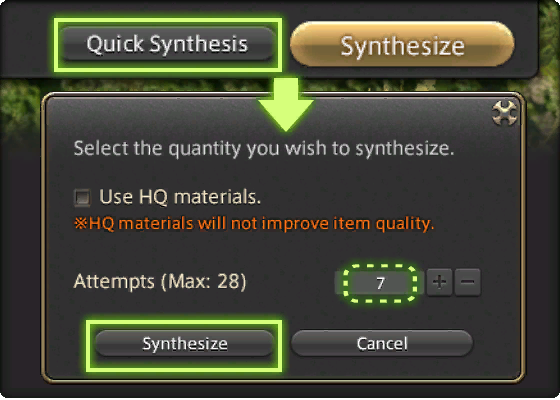 Quick Synthesis Synthesize
Select the quantity you wish to synthesize.
Use HQ materials.
※HQ materials will not improve item quality.
Attempts (Max: 28) 7 + −
Synthesize Cancel